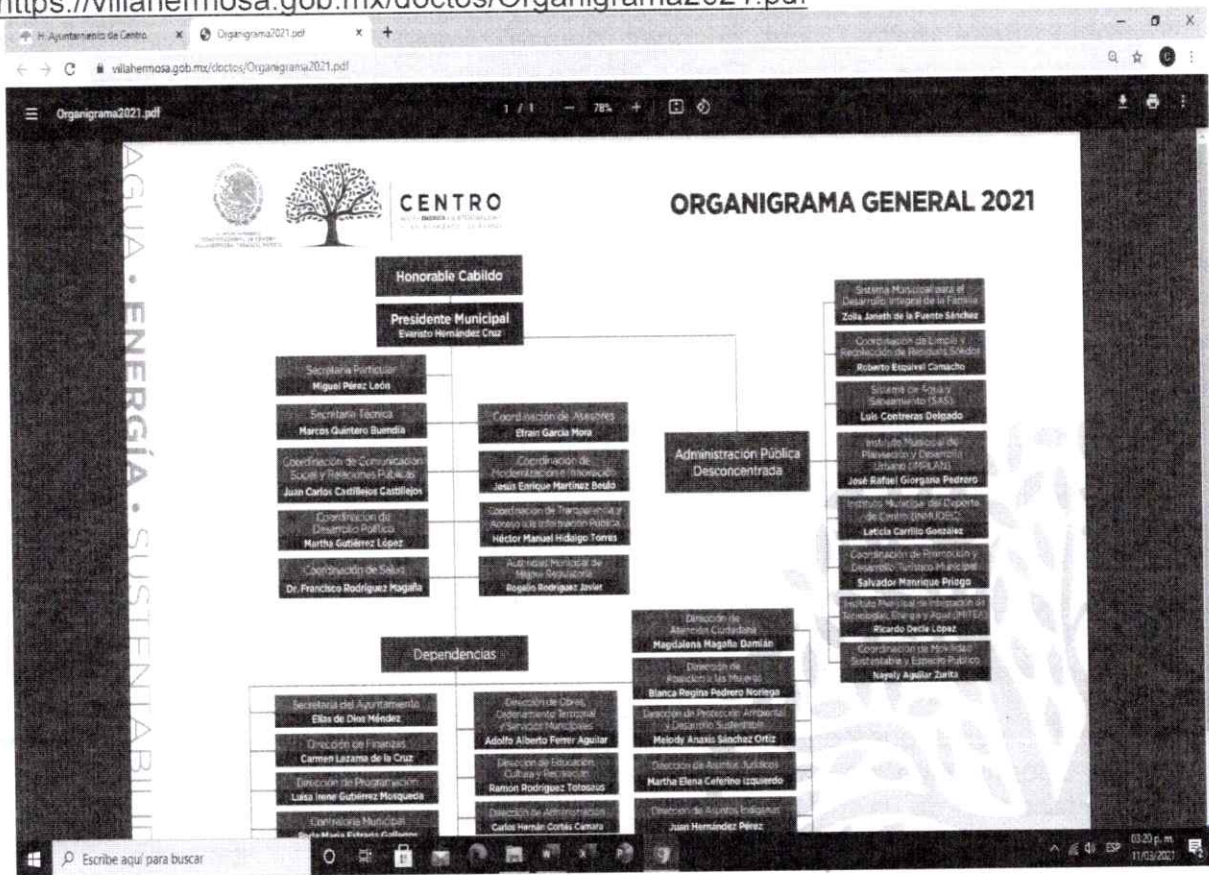 https://villahermosa.gob.mx/doctos/Organigrama2021.pdf
H. Ayuntamiento de Centro
Organigrama2021.pdf
villahermosa.gob.mx/doctos/Organigrama2021.pdf
Organigrama2021.pdf
1 / 1
78%
AGUA • ENERGÍA • SUSTENTABILI
CENTRO
ORGANIGRAMA GENERAL 2021
Honorable Cabildo
Presidente Municipal
Evaristo Hernández Cruz
Secretaría Particular
Miguel Pérez León
Secretaría Técnica
Marcos Quintero Buendía
Coordinación de Comunicación
Social y Relaciones Públicas
Juan Carlos Castillejos Castillejos
Coordinación de
Desarrollo Político
Martha Gutiérrez López
Coordinación de Salud
Dr. Francisco Rodríguez Magaña
Coordinación de Asesores
Efraín García Mora
Coordinación de
Modernización e Innovación
Jesús Enrique Martínez Beulo
Coordinación de Transparencia y
Acceso a la Información Pública
Héctor Manuel Hidalgo Torres
Autoridad Municipal de
Mejora Regulatoria
Rogelio Rodríguez Javier
Administración Pública
Desconcentrada
Sistema Municipal para el
Desarrollo Integral de la Familia
Zoila Janeth de la Fuente Sánchez
Coordinación de Limpia y
Recolección de Residuos Sólidos
Roberto Esquivel Camacho
Sistema de Agua y
Saneamiento (SAS)
Luis Contreras Delgado
Instituto Municipal de
Planeación y Desarrollo
Urbano (IMPLAN)
José Rafael Giorgana Pedrero
Instituto Municipal del Deporte
de Centro (INMUDEC)
Leticia Carrillo González
Coordinación de Promoción y
Desarrollo Turístico Municipal
Salvador Manrique Priego
Instituto Municipal de Integración de
Tecnologías, Energía y Agua (IMITEA)
Ricardo Decle López
Coordinación de Movilidad
Sustentable y Espacio Público
Nayely Aguilar Zurita
Dependencias
Secretaría del Ayuntamiento
Elías de Dios Méndez
Dirección de Finanzas
Carmen Lezama de la Cruz
Dirección de Programación
Luisa Irene Gutiérrez Mosqueda
Contraloría Municipal
Perla María Estrada Gallegos
Dirección de Obras,
Ordenamiento Territorial
y Servicios Municipales
Adolfo Alberto Ferrer Aguilar
Dirección de Educación,
Cultura y Recreación
Ramón Rodríguez Totosaus
Dirección de Administración
Carlos Hernán Cortés Cámara
Dirección de
Atención Ciudadana
Magdalena Magaña Damián
Dirección de
Atención a las Mujeres
Blanca Regina Pedrero Noriega
Dirección de Protección Ambiental
y Desarrollo Sustentable
Melody Anaxis Sánchez Ortiz
Dirección de Asuntos Jurídicos
Martha Elena Ceferino Izquierdo
Dirección de Asuntos Indígenas
Juan Hernández Pérez
Escribe aquí para buscar
ESP
03:20 p. m.
11/03/2021